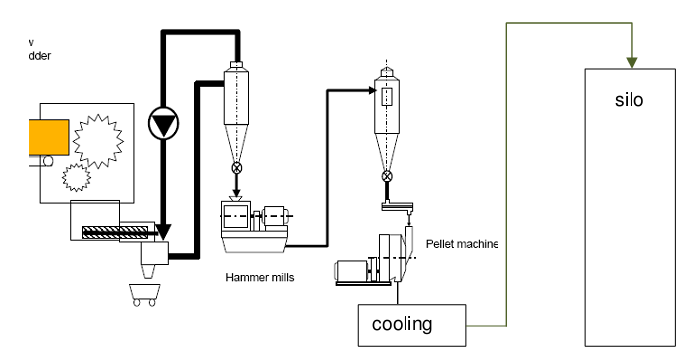 dder
silo
Pellet machine
Hammer mills
cooling